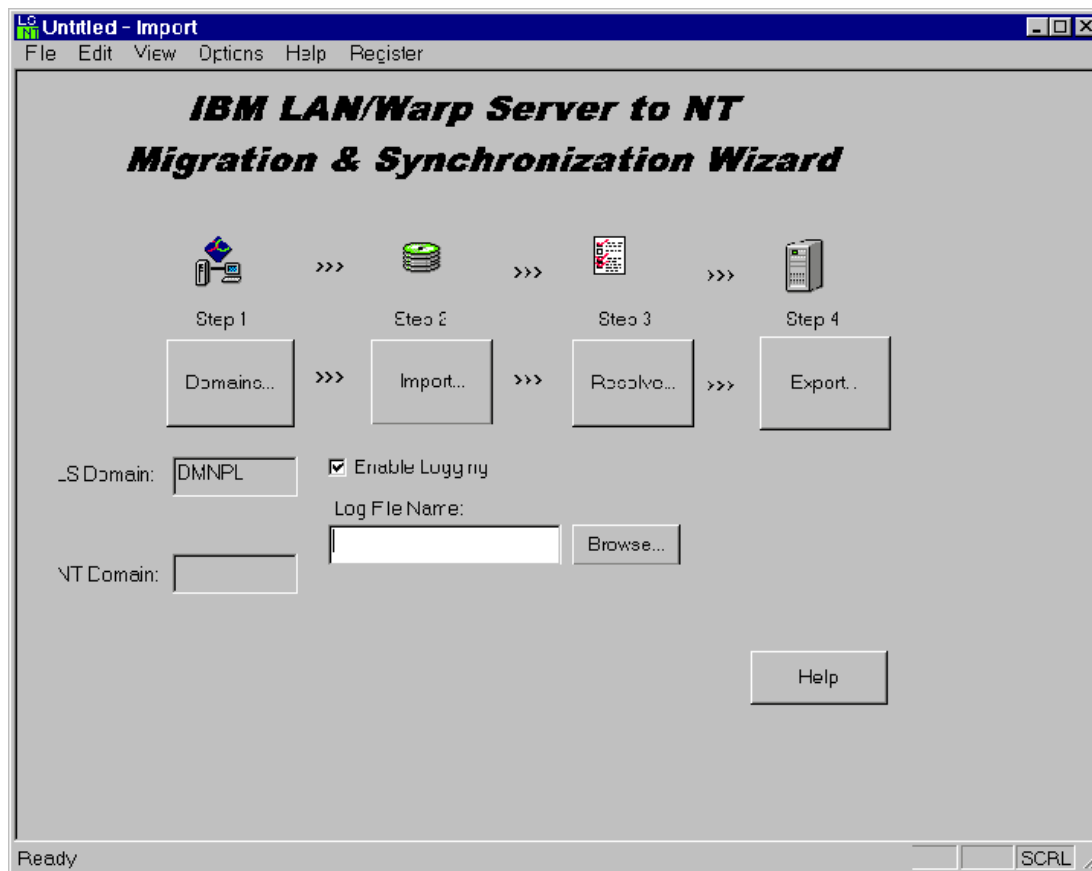 Untitled - Import
File Edit View Options Help Register
IBM LAN/Warp Server to NT
Migration & Synchronization Wizard
>>> >>> >>>
Step 1 Step 2 Step 3 Step 4
Domains... >>> Import... >>> Resolve... >>> Export...
LS Domain: DMNPL
Enable Logging
Log File Name:
Browse...
NT Domain:
Help
Ready SCRL